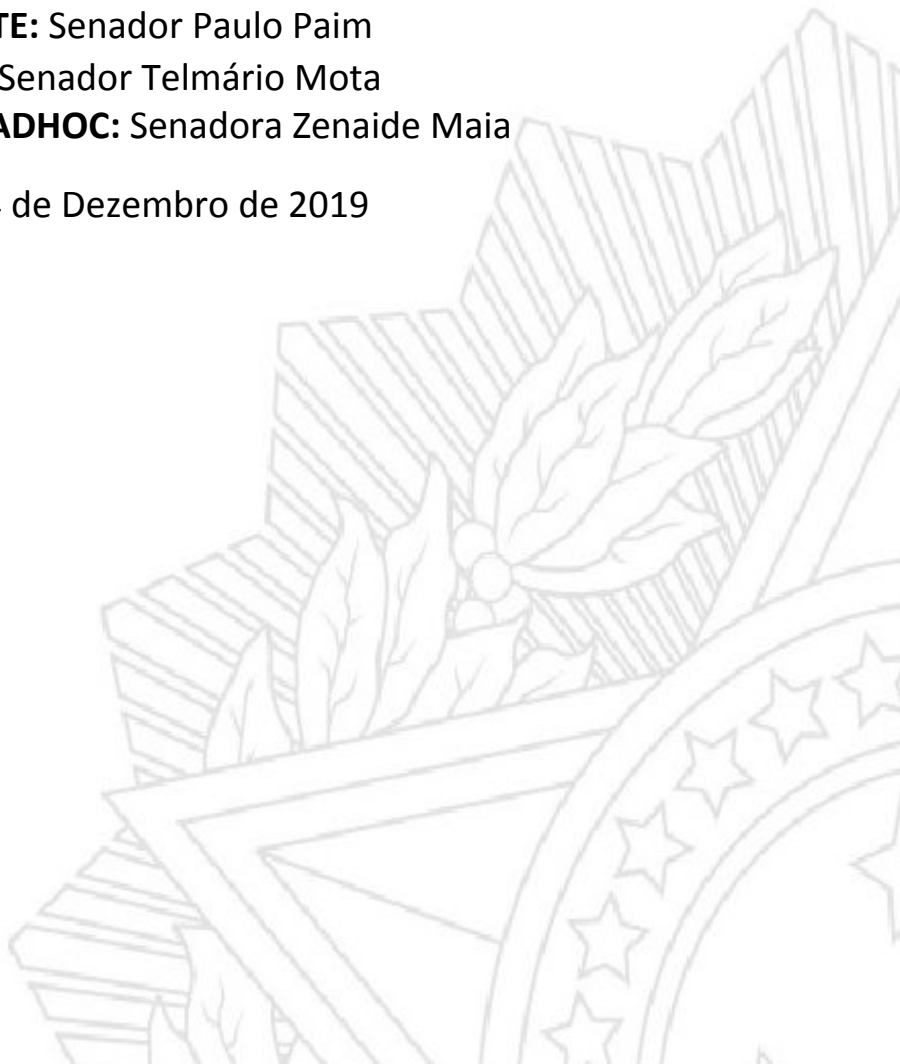 TE: Senador Paulo Paim
Senador Telmário Mota
ADHOC: Senadora Zenaide Maia
de Dezembro de 2019